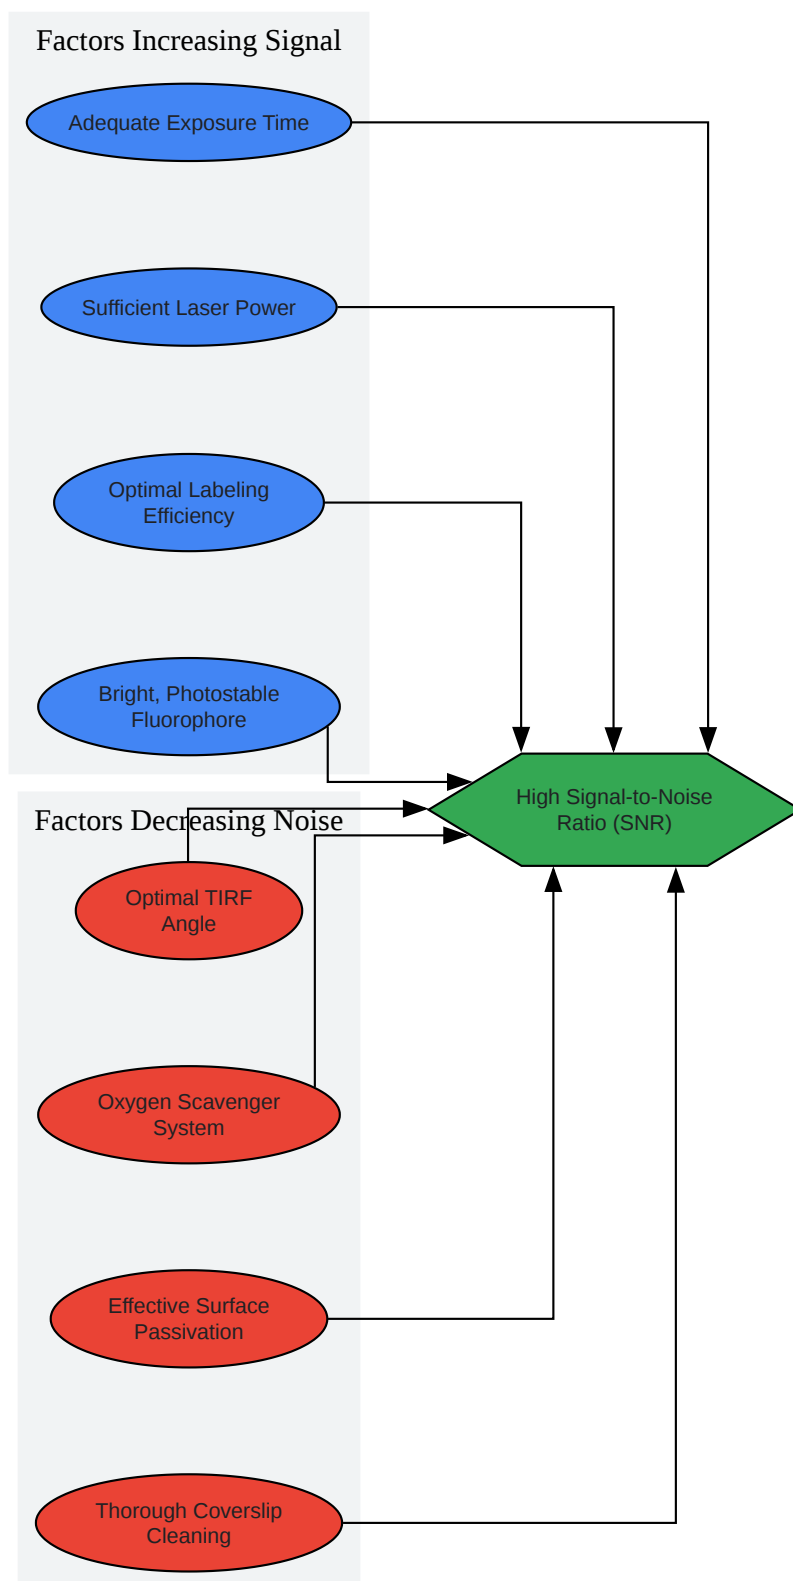 Factors Increasing Signal
Adequate Exposure Time
Sufficient Laser Power
Optimal Labeling
Efficiency
Bright, Photostable
Fluorophore
High Signal-to-Noise
Ratio (SNR)
Factors Decreasing Noise
Optimal TIRF
Angle
Oxygen Scavenger
System
Effective Surface
Passivation
Thorough Coverslip
Cleaning